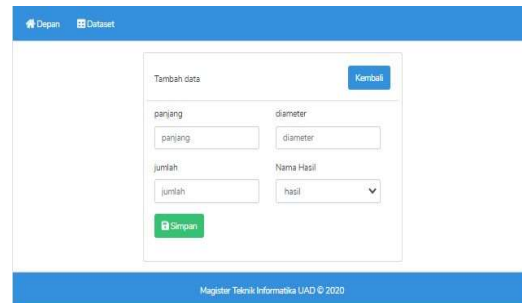 Depan Dataset
Tambah data Kembali
panjang diameter
panjang diameter
jumlah Nama Hasil
jumlah hasil
Simpan
Magister Teknik Informatika UAD © 2020